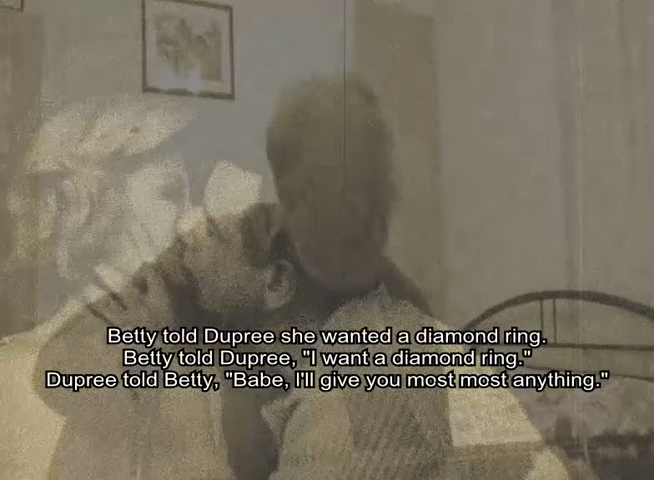 Betty told Dupree she wanted a diamond ring.
Betty told Dupree, "I want a diamond ring."
Dupree told Betty, "Babe, I'll give you most most anything."